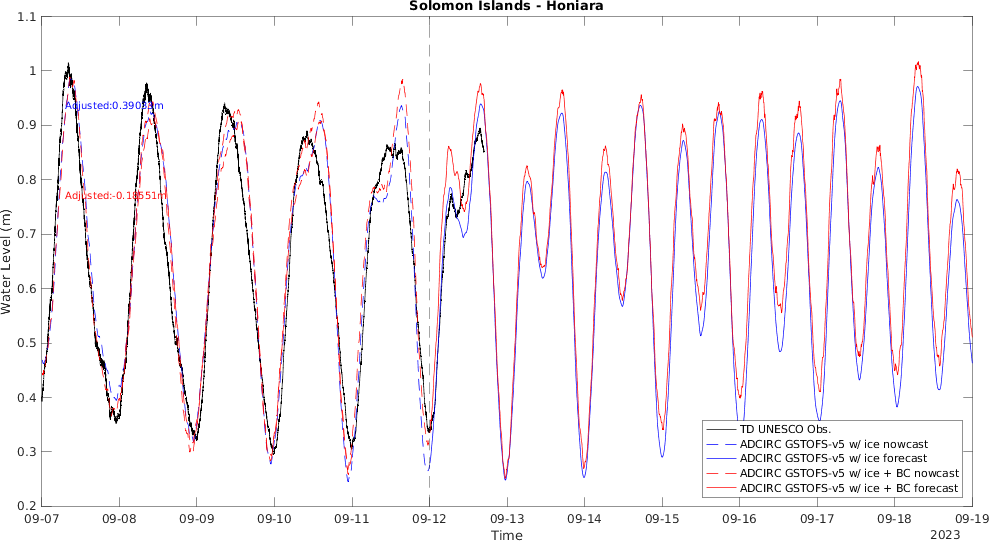 Solomon Islands - Honiara
1.1
1
0.9
0.8
0.7
0.6
0.5
0.4
0.3
0.2
Water Level (m)
Adjusted:-0.18551m
TD UNESCO Obs.
ADCIRC GSTOFS-v5 w/ ice nowcast
ADCIRC GSTOFS-v5 w/ ice forecast
ADCIRC GSTOFS-v5 w/ ice + BC nowcast
ADCIRC GSTOFS-v5 w/ ice + BC forecast
09-07 09-08 09-09 09-10 09-11 09-12 09-13 09-14 09-15 09-16 09-17 09-18 09-19
Time
2023